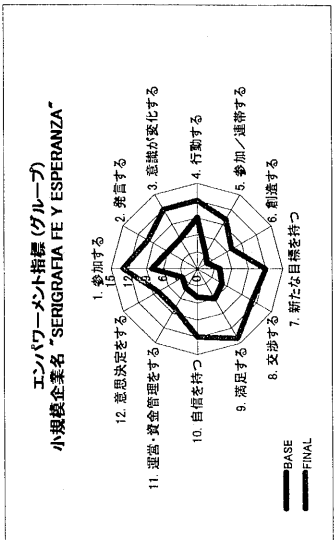 エンパワーメント指標 (グループ)
小規模企業名 "SERIGRAFIA FE Y ESPERANZA"
1. 参加する
2. 発言する
3. 意識が変化する
4. 行動する
5. 参加／連帯する
6. 創造する
7. 新たな目標を持つ
8. 交渉する
9. 満足する
10. 自信を持つ
11. 運営・資金管理をする
12. 意思決定をする
15
12
9
6
0
BASE
FINAL